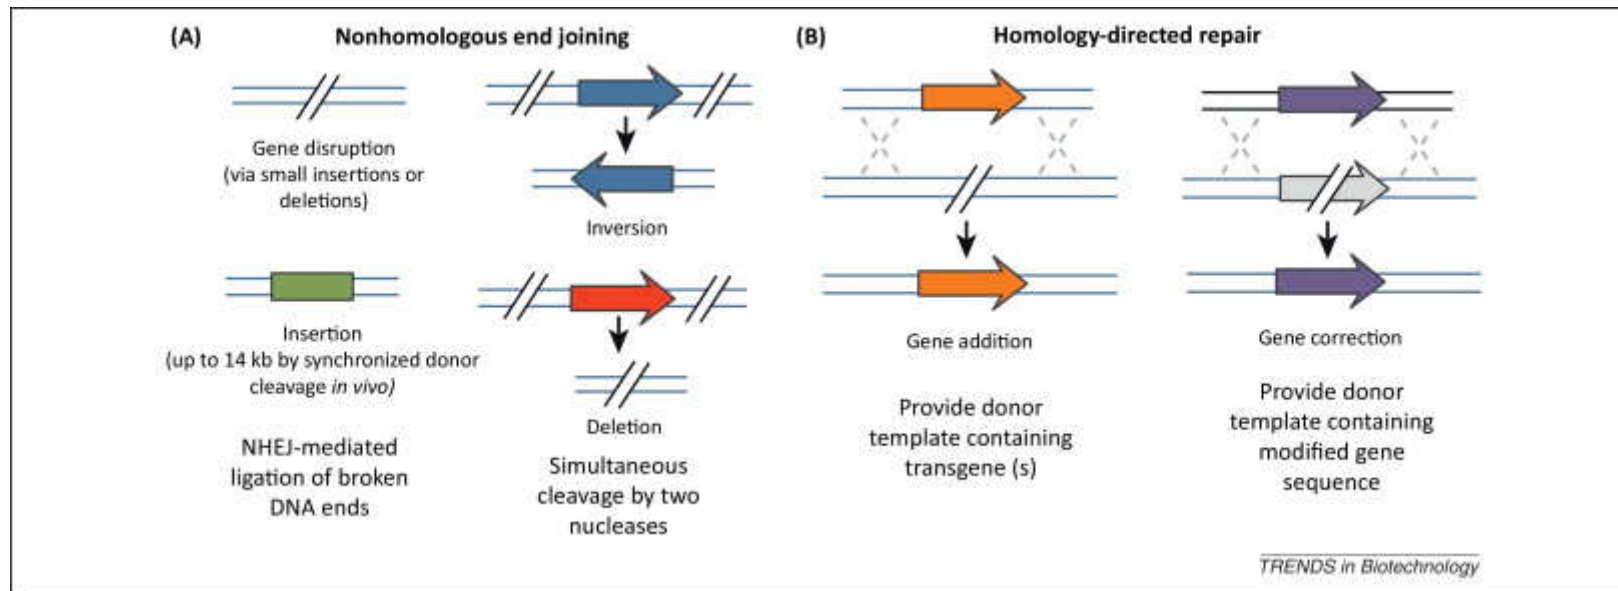 (A)
Nonhomologous end joining
Gene disruption
(via small insertions or
deletions)
Inversion
Insertion
(up to 14 kb by synchronized donor
cleavage in vivo)
Deletion
NHEJ-mediated
ligation of broken
DNA ends
Simultaneous
cleavage by two
nucleases
(B)
Homology-directed repair
Gene addition
Provide donor
template containing
transgene (s)
Gene correction
Provide donor
template containing
modified gene
sequence
TRENDS in Biotechnology